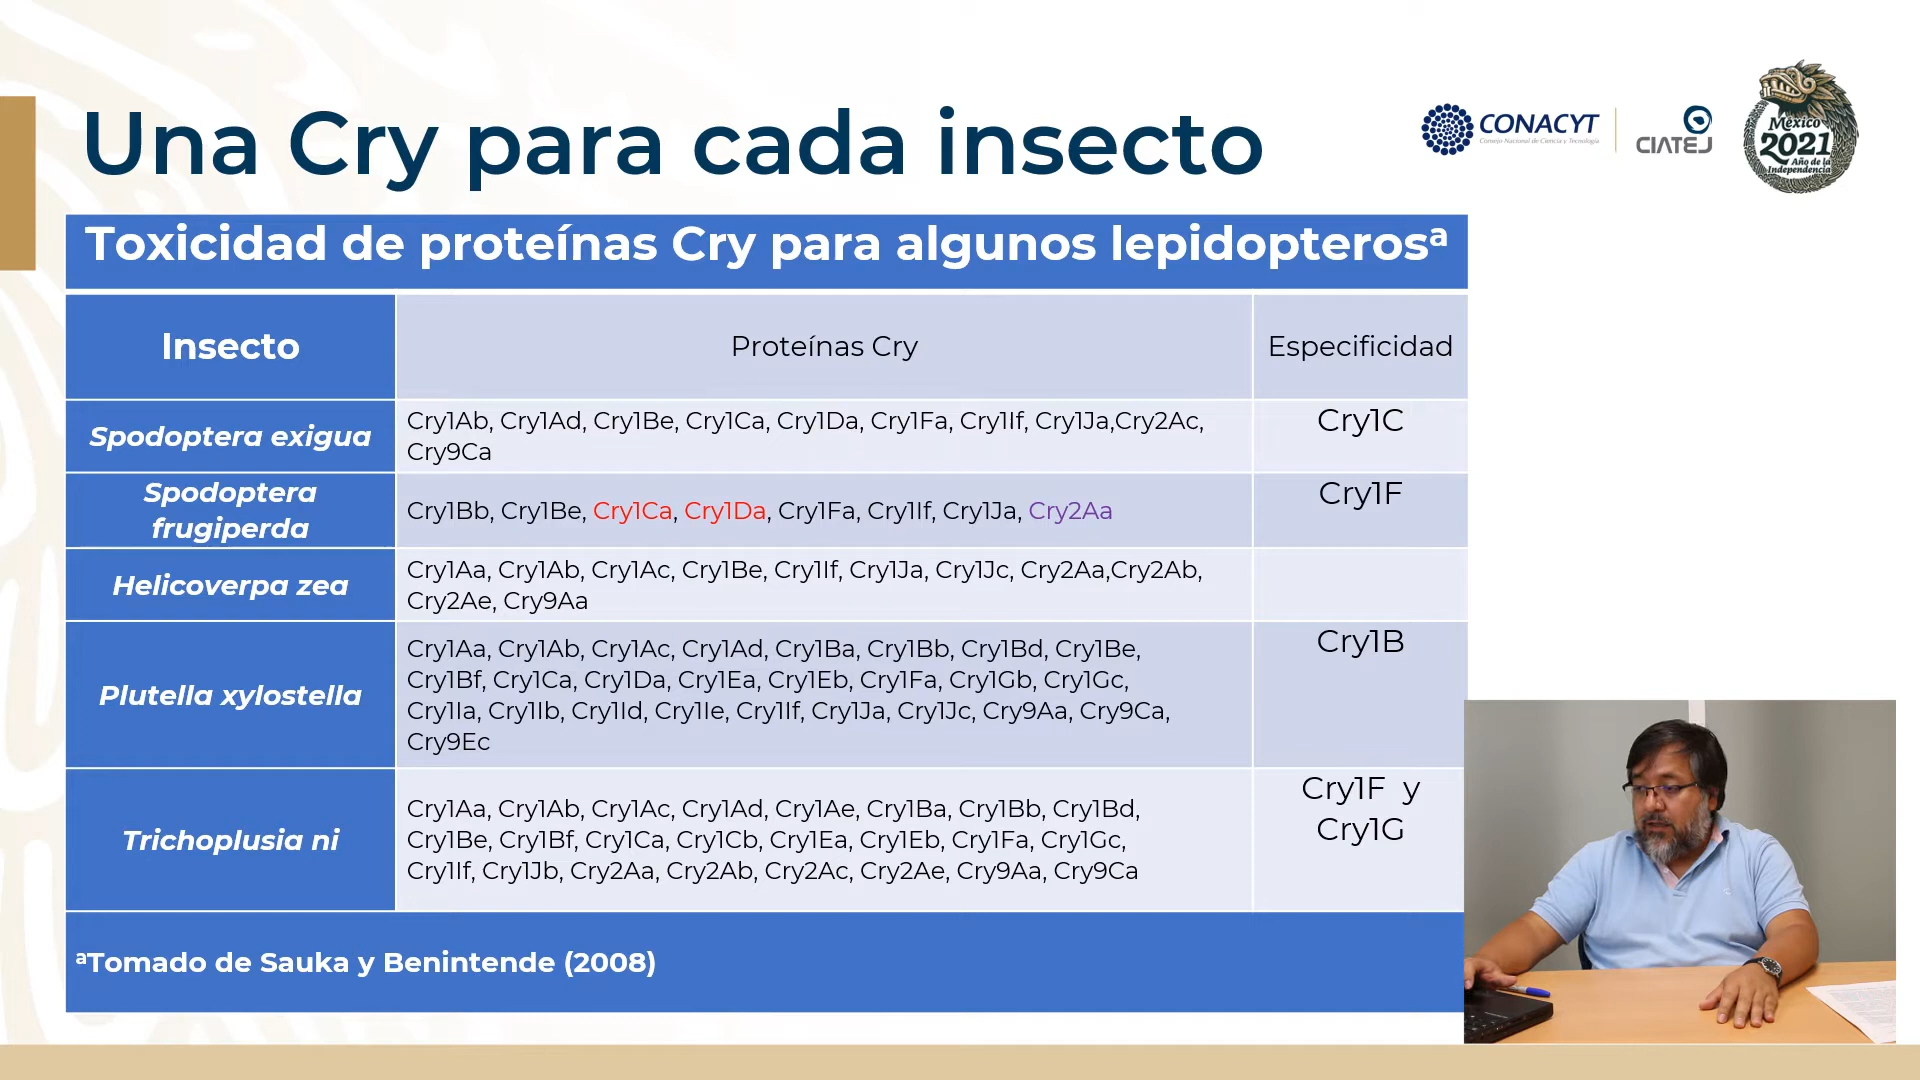 Una Cry para cada insecto
CONACYT
Consejo Nacional de Ciencia y Tecnología
CIATEJ
México
2021
Año de la
Independencia
Toxicidad de proteínas Cry para algunos lepidopterosª
Insecto
Proteínas Cry
Especificidad
Spodoptera exigua
Cry1Ab, Cry1Ad, Cry1Be, Cry1Ca, Cry1Da, Cry1Fa, Cry1If, Cry1Ja,Cry2Ac,
Cry9Ca
Cry1C
Spodoptera
frugiperda
Cry1Bb, Cry1Be, Cry1Ca, Cry1Da, Cry1Fa, Cry1If, Cry1Ja, Cry2Aa
Cry1F
Helicoverpa zea
Cry1Aa, Cry1Ab, Cry1Ac, Cry1Be, Cry1If, Cry1Ja, Cry1Jc, Cry2Aa,Cry2Ab,
Cry2Ae, Cry9Aa
Plutella xylostella
Cry1Aa, Cry1Ab, Cry1Ac, Cry1Ad, Cry1Ba, Cry1Bb, Cry1Bd, Cry1Be,
Cry1Bf, Cry1Ca, Cry1Da, Cry1Ea, Cry1Eb, Cry1Fa, Cry1Gb, Cry1Gc,
Cry1Ia, Cry1Ib, Cry1Id, Cry1Ie, Cry1If, Cry1Ja, Cry1Jc, Cry9Aa, Cry9Ca,
Cry9Ec
Cry1B
Trichoplusia ni
Cry1Aa, Cry1Ab, Cry1Ac, Cry1Ad, Cry1Ae, Cry1Ba, Cry1Bb, Cry1Bd,
Cry1Be, Cry1Bf, Cry1Ca, Cry1Cb, Cry1Ea, Cry1Eb, Cry1Fa, Cry1Gc,
Cry1If, Cry1Jb, Cry2Aa, Cry2Ab, Cry2Ac, Cry2Ae, Cry9Aa, Cry9Ca
Cry1F y
Cry1G
ªTomado de Sauka y Benintende (2008)